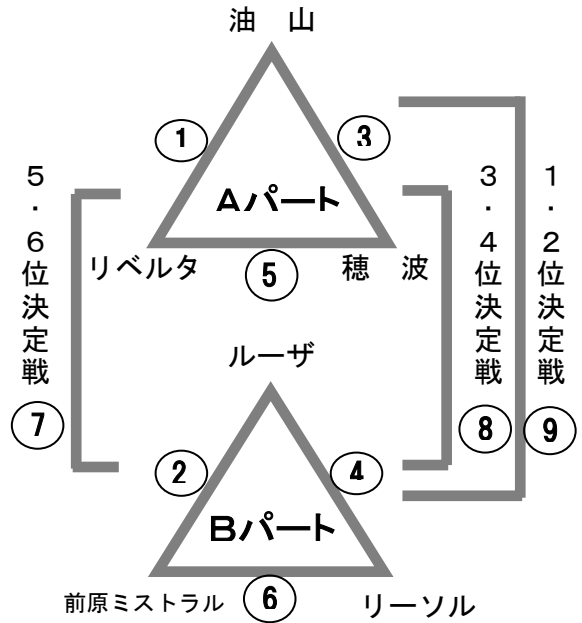 油 山
①
③
Aパート
リベルタ
⑤
穂 波
5・6位決定戦
⑦
3・4位決定戦
⑧
1・2位決定戦
⑨
ルーザ
②
④
Bパート
前原ミストラル
⑥
リーソル